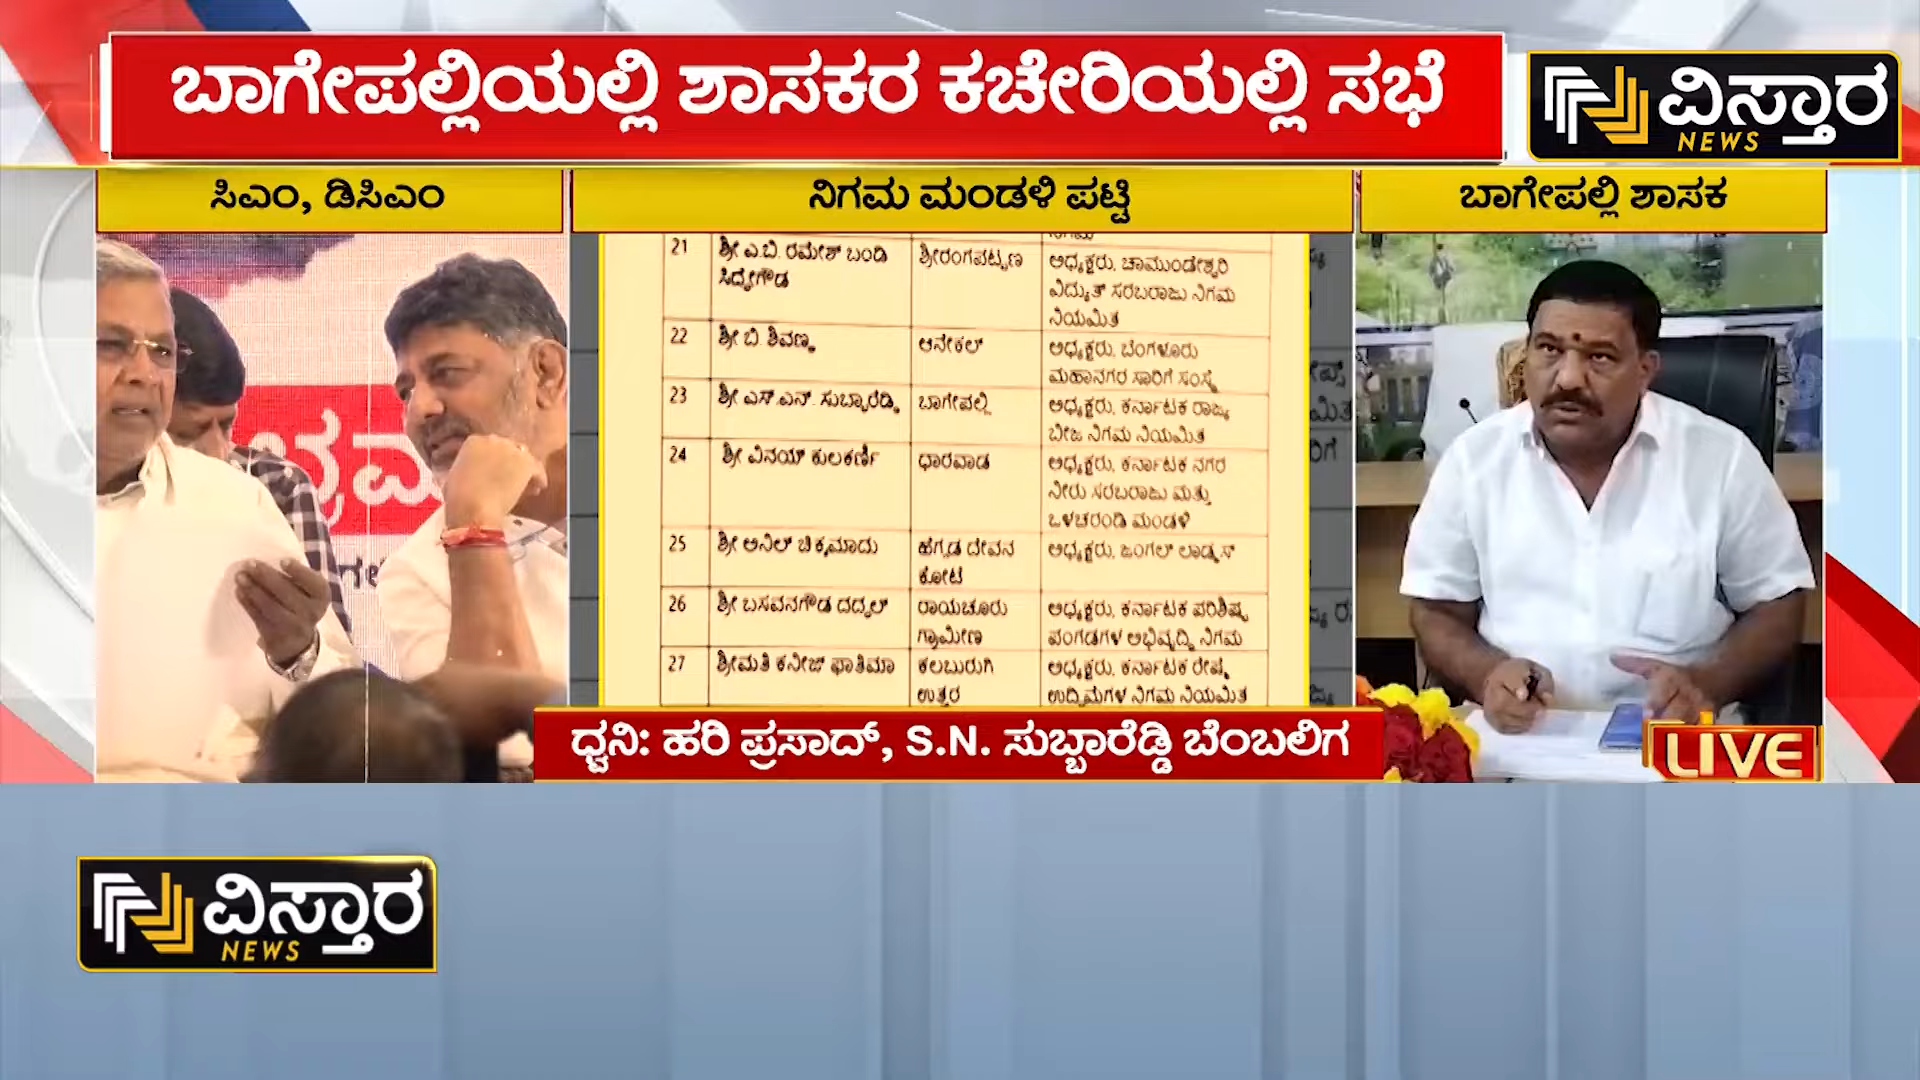 ಬಾಗೇಪಲ್ಲಿಯಲ್ಲಿ ಶಾಸಕರ ಕಚೇರಿಯಲ್ಲಿ ಸಭೆ
ವಿಸ್ತಾರ
NEWS
ಸಿಎಂ, ಡಿಸಿಎಂ
ನಿಗಮ ಮಂಡಳಿ ಪಟ್ಟಿ
ಬಾಗೇಪಲ್ಲಿ ಶಾಸಕ
21 ಶ್ರೀ ಎ.ಬಿ. ರಮೇಶ್ ಬಂಡಿ ಶ್ರೀರಂಗಪಟ್ಟಣ ಅಧ್ಯಕ್ಷರು, ಚಾಮುಂಡೇಶ್ವರಿ
ಸಿದ್ದೇಗೌಡ ವಿದ್ಯುತ್ ಸರಬರಾಜು ನಿಗಮ
ನಿಯಮಿತ
22 ಶ್ರೀ ಬಿ. ಶಿವಣ್ಣ ಆನೇಕಲ್ ಅಧ್ಯಕ್ಷರು, ಬೆಂಗಳೂರು
ಮಹಾನಗರ ಸಾರಿಗೆ ಸಂಸ್ಥೆ
23 ಶ್ರೀ ಎಸ್.ಎನ್. ಸುಬ್ಬಾರೆಡ್ಡಿ ಬಾಗೇಪಲ್ಲಿ ಅಧ್ಯಕ್ಷರು, ಕರ್ನಾಟಕ ರಾಜ್ಯ
ಬೀಜ ನಿಗಮ ನಿಯಮಿತ
24 ಶ್ರೀ ವಿನಯ್ ಕುಲಕರ್ಣಿ ಧಾರವಾಡ ಅಧ್ಯಕ್ಷರು, ಕರ್ನಾಟಕ ನಗರ
ನೀರು ಸರಬರಾಜು ಮತ್ತು
ಒಳಚರಂಡಿ ಮಂಡಳಿ
25 ಶ್ರೀ ಅನಿಲ್ ಚಿಕ್ಕಮಾದು ಹೆಗ್ಗಡ ದೇವನ ಅಧ್ಯಕ್ಷರು, ಜಂಗಲ್ ಲಾಡ್ಜಸ್
ಕೋಟೆ
26 ಶ್ರೀ ಬಸವನಗೌಡ ದದ್ದಲ್ ರಾಯಚೂರು ಅಧ್ಯಕ್ಷರು, ಕರ್ನಾಟಕ ಪರಿಶಿಷ್ಟ
ಗ್ರಾಮೀಣ ಪಂಗಡಗಳ ಅಭಿವೃದ್ಧಿ ನಿಗಮ
27 ಶ್ರೀಮತಿ ಕನೀಜ್ ಫಾತಿಮಾ ಕಲಬುರುಗಿ ಅಧ್ಯಕ್ಷರು, ಕರ್ನಾಟಕ ರೇಷ್ಮೆ
ಉತ್ತರ ಉದ್ದಿಮೆಗಳ ನಿಗಮ ನಿಯಮಿತ
ಧ್ವನಿ: ಹರಿ ಪ್ರಸಾದ್, S.N. ಸುಬ್ಬಾರೆಡ್ಡಿ ಬೆಂಬಲಿಗ
LIVE
ವಿಸ್ತಾರ
NEWS